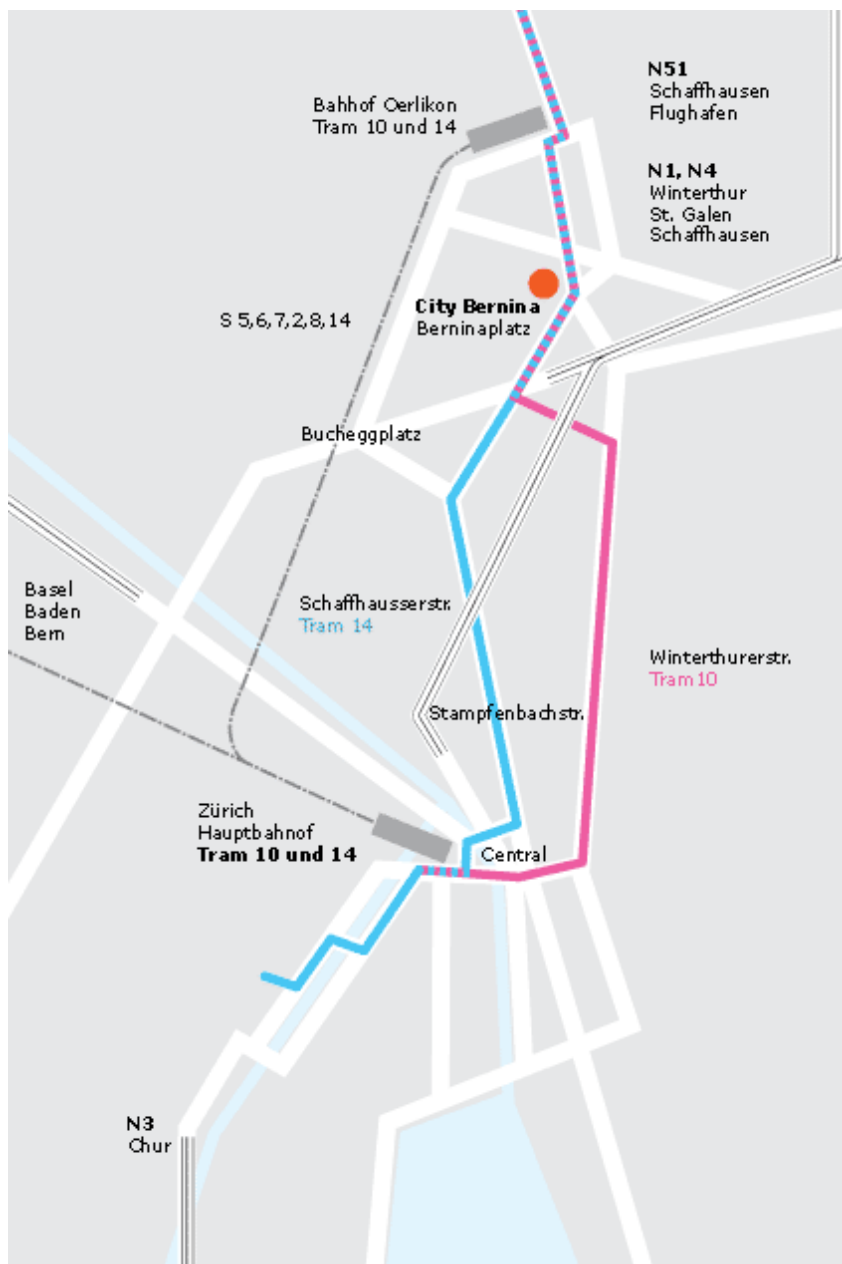 N51
Schaffhausen
Flughafen
Bahhof Oerlikon
Tram 10 und 14
N1, N4
Winterthur
St. Galen
Schaffhausen
City Bernina
Berninaplatz
S 5,6,7,2,8,14
Bucheggplatz
Basel
Baden
Bern
Schaffhausserstr.
Tram 14
Winterthurerstr.
Tram 10
Stampfenbachstr.
Zürich
Hauptbahnof
Tram 10 und 14
Central
N3
Chur